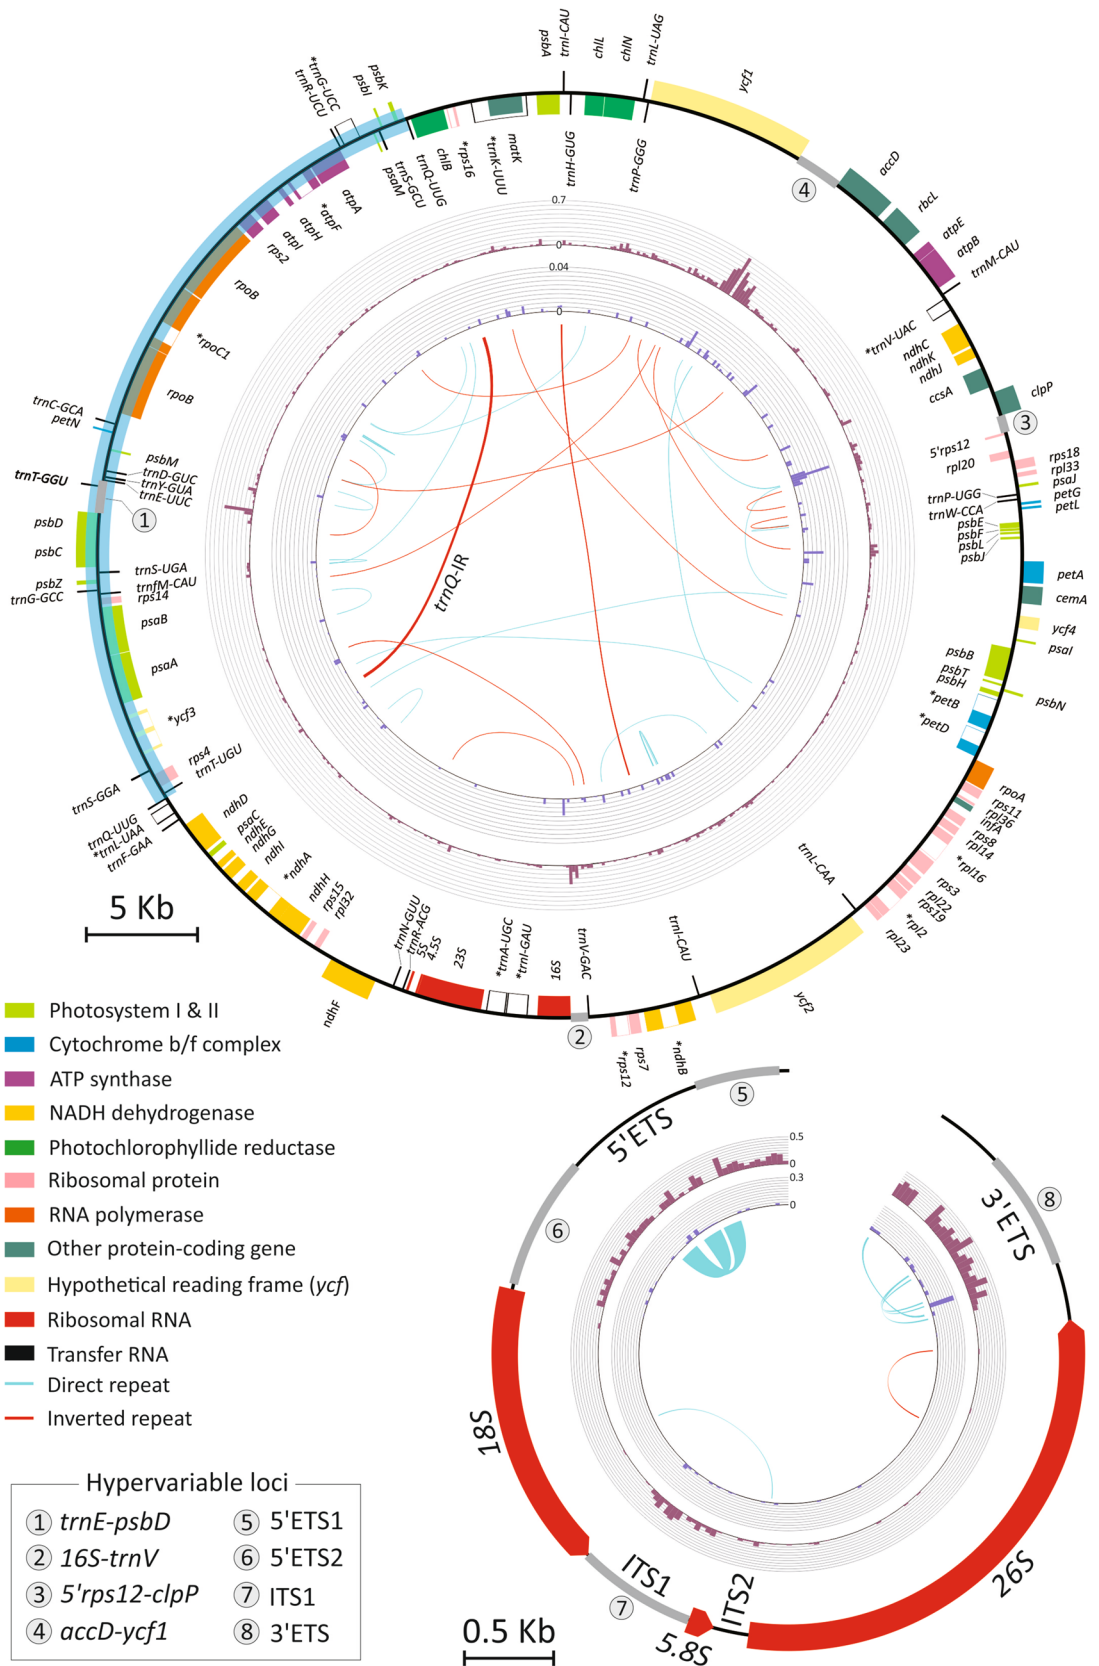 psbA
trnI-CAU
chlL
chlN
trnL-UAG
ycf1
*trnG-UCC
trnR-UCU
psbI
psbK
psaM
trnS-GCU
trnQ-UUG
chlB
*rps16
*trnK-UUU
matK
trnH-GUG
trnP-GGG
4
accD
rbcL
atpE
atpB
trnM-CAU
atpA
*atpF
atpH
atpI
rps2
rpoB
*rpoC1
rpoB
0.7
0
0.04
0
*trnV-UAC
ndhC
ndhK
ndhJ
ccsA
clpP
3
5'rps12
rpl20
rps18
rpl33
psaJ
petG
petL
trnP-UGG
trnW-CCA
psbE
psbF
psbL
psbJ
trnC-GCA
petN
psbM
trnD-GUC
trnY-GUA
trnE-UUC
trnT-GGU
1
psbD
psbC
psbZ
trnG-GCC
trnS-UGA
trnfM-CAU
rps14
psaB
psaA
*ycf3
rps4
trnT-UGU
trnQ-IR
petA
cemA
ycf4
psaI
psbB
psbT
psbH
*petB
*petD
psbN
rpoA
rps11
rpl36
infA
rps8
rpl14
*rpl16
rps3
rpl22
rps19
*rpl2
rpl23
trnL-CAA
trnS-GGA
trnQ-UUG
*trnL-UAA
trnF-GAA
ndhD
psaC
ndhE
ndhG
ndhI
*ndhA
ndhH
rps15
rpl32
ndhF
trnN-GUU
trnR-ACG
5S
4.5S
23S
*trnA-UGC
*trnI-GAU
16S
trnV-GAC
trnI-CAU
2
*rps12
rps7
*ndhB
ycf2
5 Kb
Photosystem I & II
Cytochrome b/f complex
ATP synthase
NADH dehydrogenase
Photochlorophyllide reductase
Ribosomal protein
RNA polymerase
Other protein-coding gene
Hypothetical reading frame (ycf)
Ribosomal RNA
Transfer RNA
Direct repeat
Inverted repeat
Hypervariable loci
1 trnE-psbD
2 16S-trnV
3 5'rps12-clpP
4 accD-ycf1
5 5'ETS1
6 5'ETS2
7 ITS1
8 3'ETS
5
5'ETS
6
0.5
0
0.3
0
3'ETS
8
18S
ITS1
7
5.8S
ITS2
26S
0.5 Kb